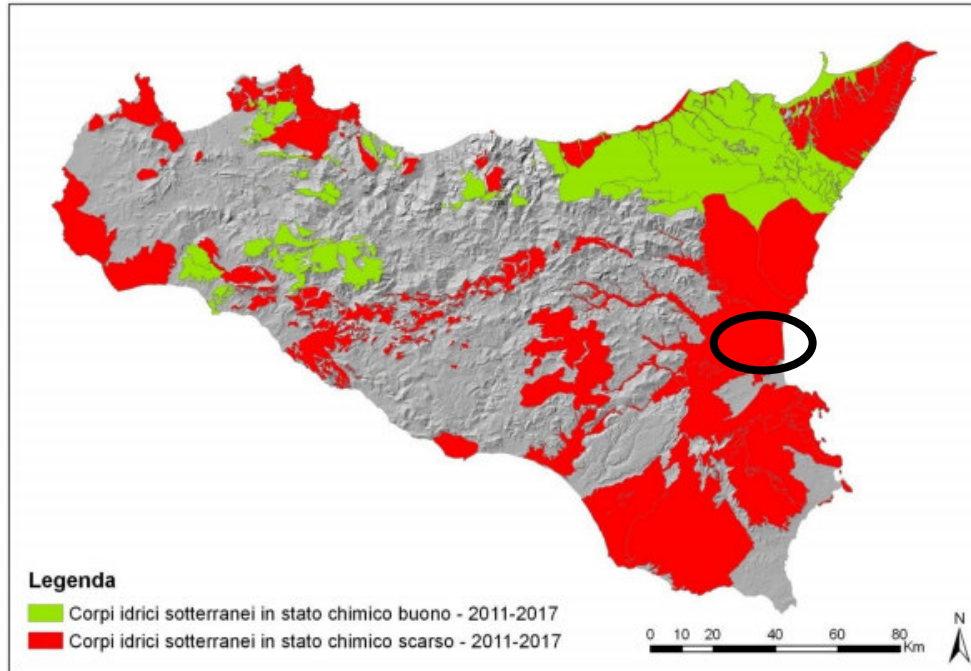 Legenda
Corpi idrici sotterranei in stato chimico buono - 2011-2017
Corpi idrici sotterranei in stato chimico scarso - 2011-2017
0 10 20 40 60 80
Km
N